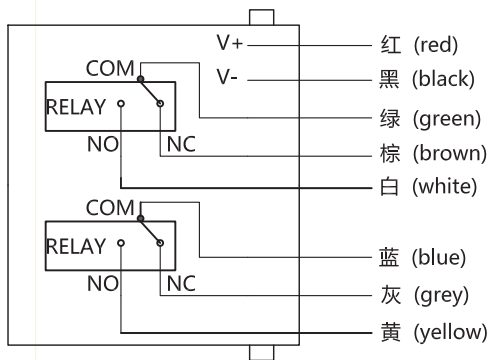 V+ 红 (red)
COM V- 黑 (black)
RELAY 绿 (green)
NO NC 棕 (brown)
白 (white)
COM
RELAY 蓝 (blue)
NO NC 灰 (grey)
黄 (yellow)